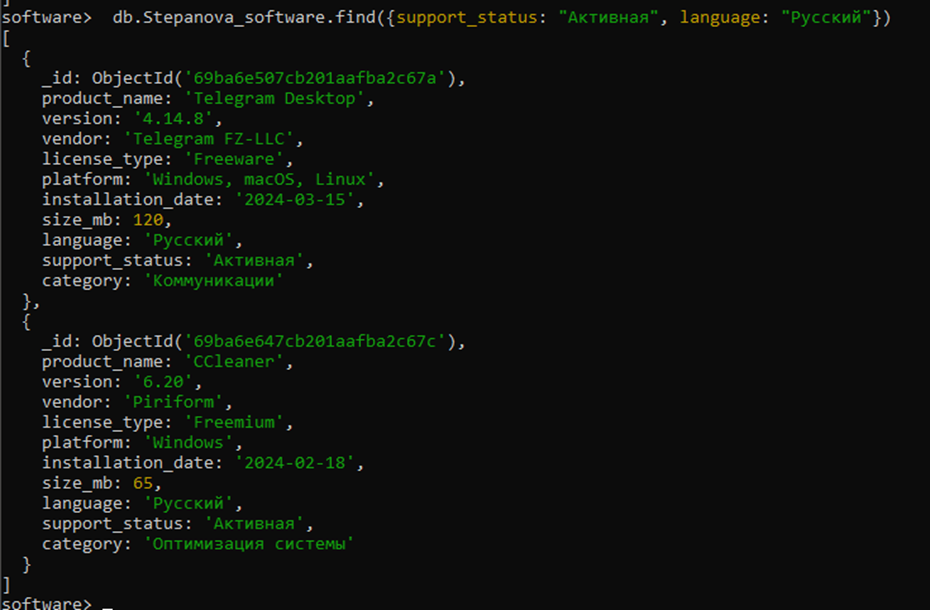 ]
software>  db.Stepanova_software.find({support_status: "Активная", language: "Русский"})
[
  {
    _id: ObjectId('69ba6e507cb201aafba2c67a'),
    product_name: 'Telegram Desktop',
    version: '4.14.8',
    vendor: 'Telegram FZ-LLC',
    license_type: 'Freeware',
    platform: 'Windows, macOS, Linux',
    installation_date: '2024-03-15',
    size_mb: 120,
    language: 'Русский',
    support_status: 'Активная',
    category: 'Коммуникации'
  },
  {
    _id: ObjectId('69ba6e647cb201aafba2c67c'),
    product_name: 'CCleaner',
    version: '6.20',
    vendor: 'Piriform',
    license_type: 'Freemium',
    platform: 'Windows',
    installation_date: '2024-02-18',
    size_mb: 65,
    language: 'Русский',
    support_status: 'Активная',
    category: 'Оптимизация системы'
  }
]
software> _